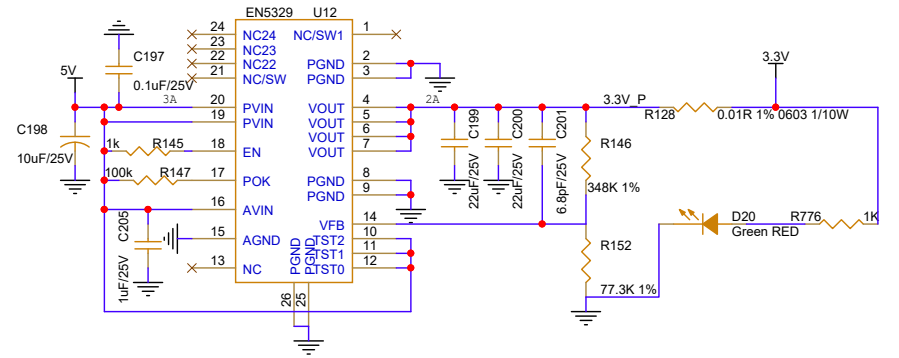 EN5329 U12
24 NC24 NC/SW1 1
23 NC23
22 NC22 PGND 2
21 NC/SW PGND 3
C197
0.1uF/25V
5V
3A
20 PVIN VOUT 4 2A
19 PVIN VOUT 5
VOUT 6
1k R145 18 EN VOUT 7
100k R147 17 POK PGND 8
PGND 9
16 AVIN
VFB 14
15 AGND TST2 10
TST1 11
13 NC TST0 12
PGND
PGND
26
25
C198
10uF/25V
C205
1uF/25V
C199
22uF/25V
C200
22uF/25V
C201
6.8pF/25V
3.3V_P
R128
0.01R 1% 0603 1/10W
3.3V
R146
348K 1%
R152
77.3K 1%
D20
Green RED
R776
1K